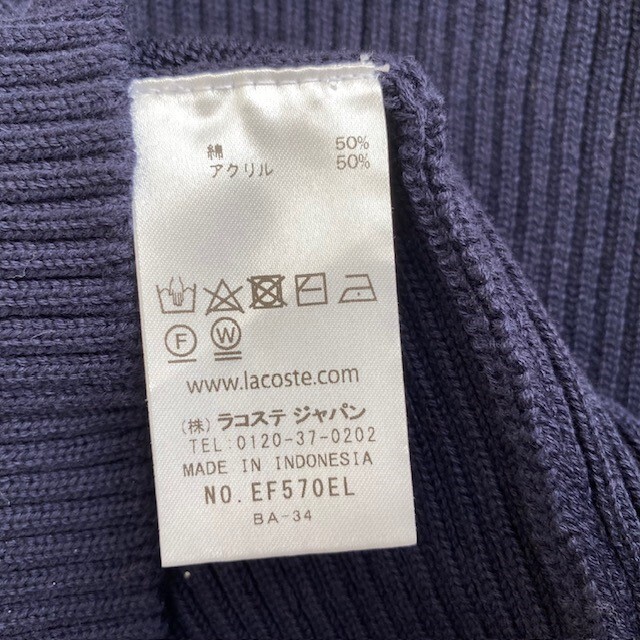 綿 50%
アクリル 50%
F W
www.lacoste.com
(株) ラコステ ジャパン
TEL:0120-37-0202
MADE IN INDONESIA
NO. EF570EL
BA-34